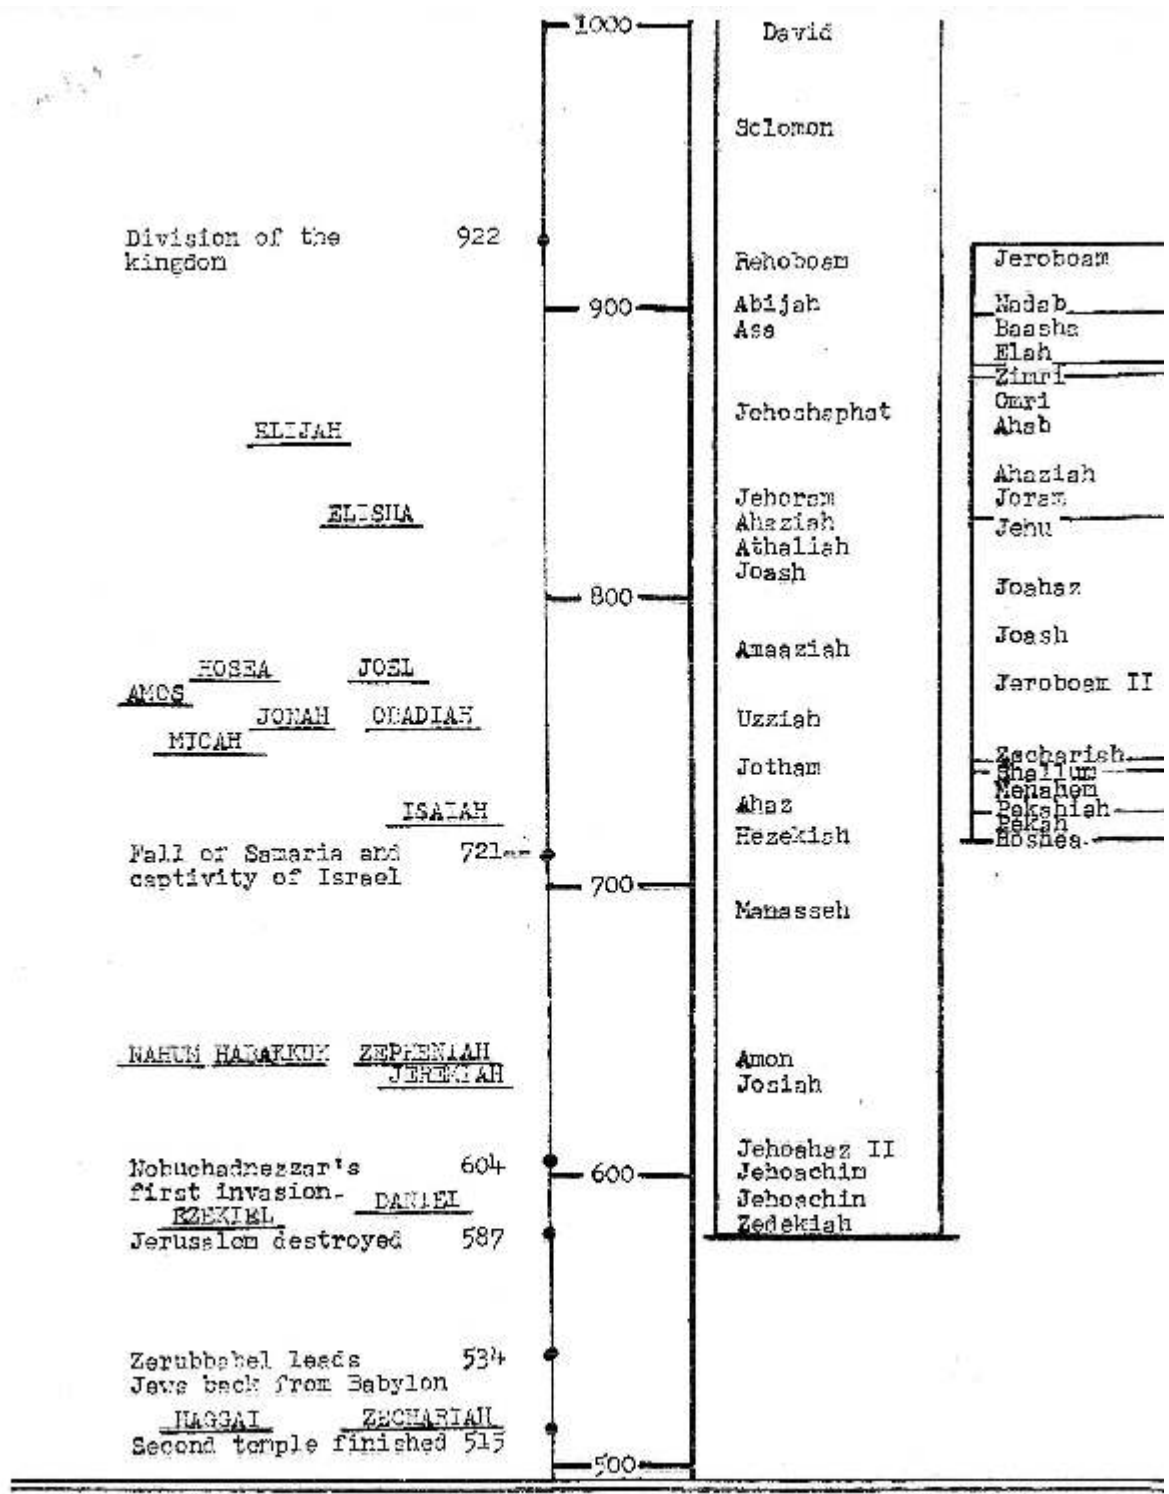 1000
David
Solomon
Division of the 922
kingdon
Rehoboam
Jeroboam
900
Abijah
Nadab
Asa
Baasha
Elah
Zimri
Omri
Jehoshaphat
Ahab
ELIJAH
Ahaziah
Jehoram
Joram
ELISHA
Ahaziah
Jehu
Athaliah
Joash
Joahaz
800
Joash
Amaaziah
HOSEA JOEL
Jeroboam II
AMOS
JONAH OBADIAH
Uzziah
MICAH
Zachariah
Jotham
Shallum
Menahem
Ahaz
Pekahiah
ISAIAH
Pekah
Hezekiah
Hoshea
Fall of Samaria and 721
captivity of Israel
700
Manasseh
NAHUM HABAKKUK ZEPHENIAH
Amon
JEREMIAH
Josiah
Jehoahaz II
Nebuchadnezzar's 604
600
Jehoachim
first invasion.
DANIEL
Jehoachin
EZEKIEL
Zedekiah
Jerusalem destroyed 587
Zerubbabel leads 534
Jews back from Babylon
HAGGAI ZECHARIAH
Second temple finished 515
500